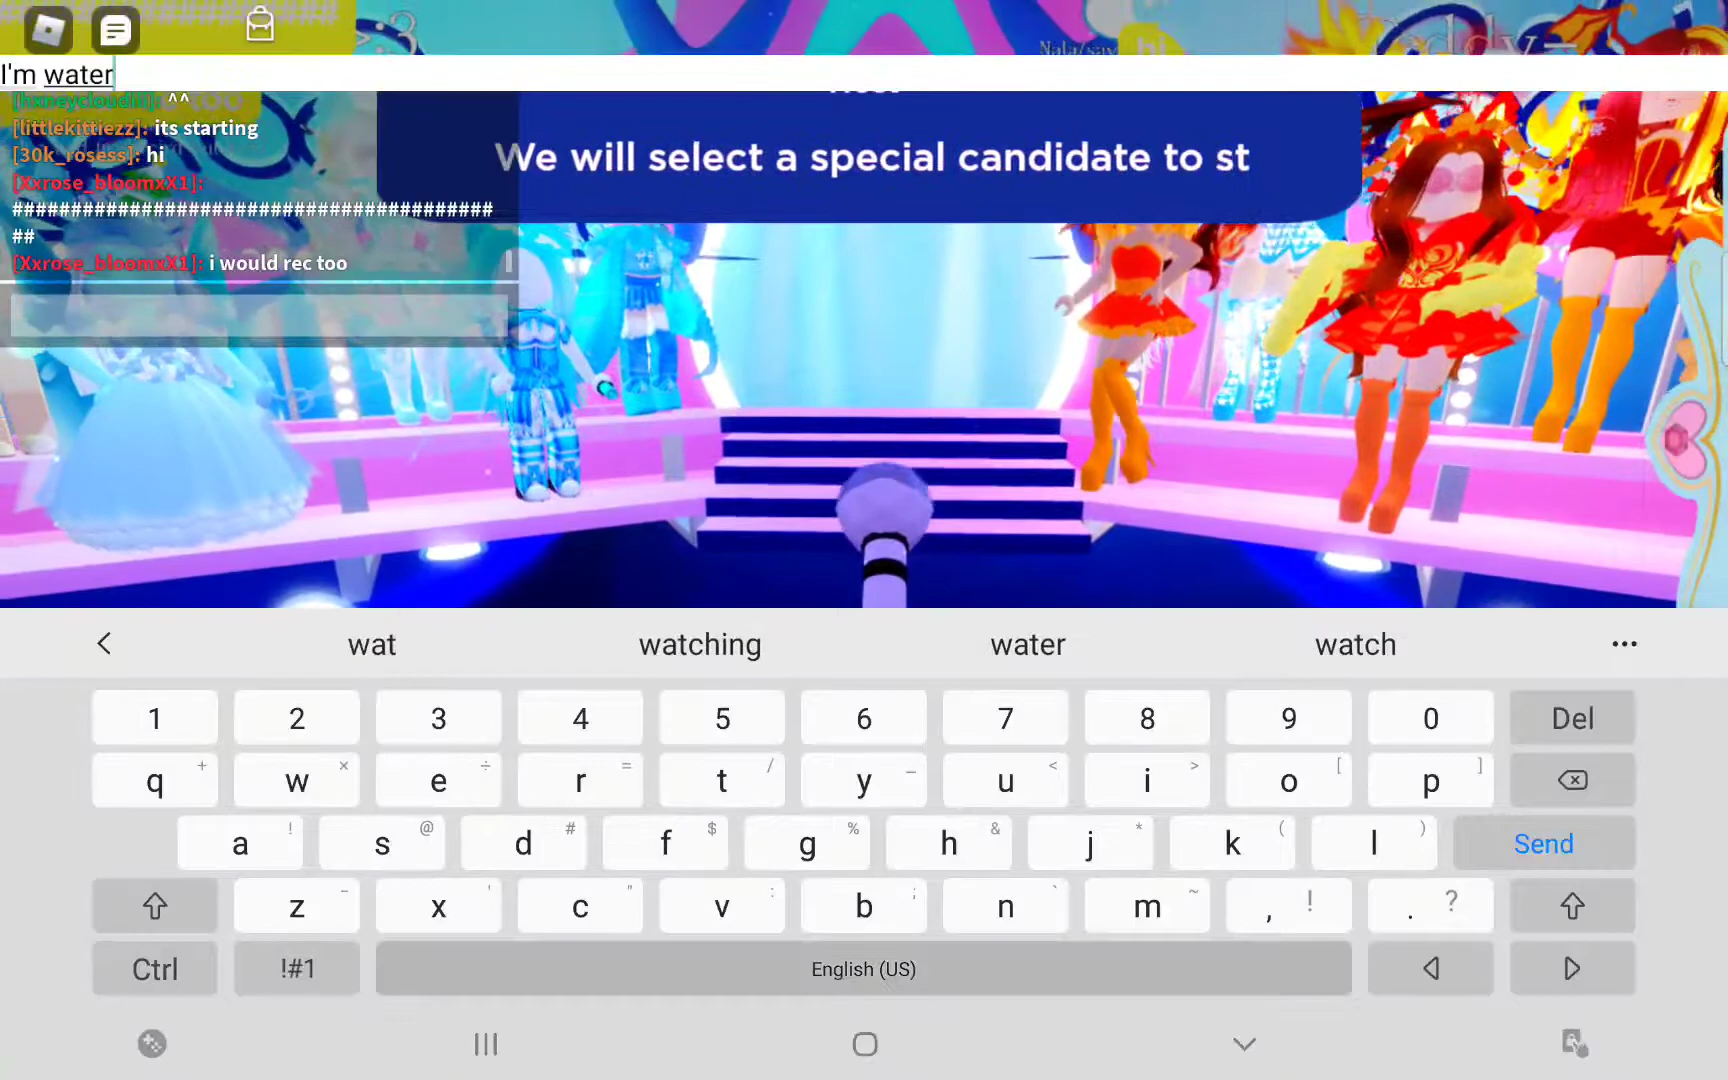 >:3
I'm water
[hxneycloudiii]: ^^
[littlekittiezz]: its starting
[30k_rosess]: hi
[Xxrose_bloomxX1]:
#########################################
##
[Xxrose_bloomxX1]: i would rec too
We will select a special candidate to st
wat watching water watch ...
1 2 3 4 5 6 7 8 9 0 Del
q + w × e ÷ r = t / y _ u < i > o [ p ]
a ! s @ d # f $ g % h & j * k ( l ) Send
z - x ' c " v : b ; n ` m ~ , ! . ?
Ctrl !#1 English (US)